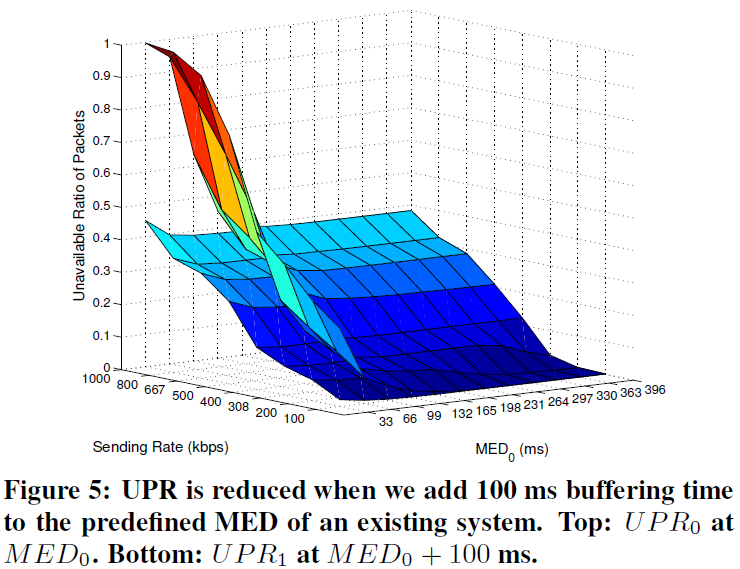 1
0.9
0.8
0.7
0.6
0.5
0.4
0.3
0.2
0.1
0
Unavailable Ratio of Packets
1000 800 667 500 400 308 200 100
33 66 99 132 165 198 231 264 297 330 363 396
Sending Rate (kbps)
MED0 (ms)
Figure 5: UPR is reduced when we add 100 ms buffering time
to the predefined MED of an existing system. Top: UPR0 at
MED0. Bottom: UPR1 at MED0 + 100 ms.